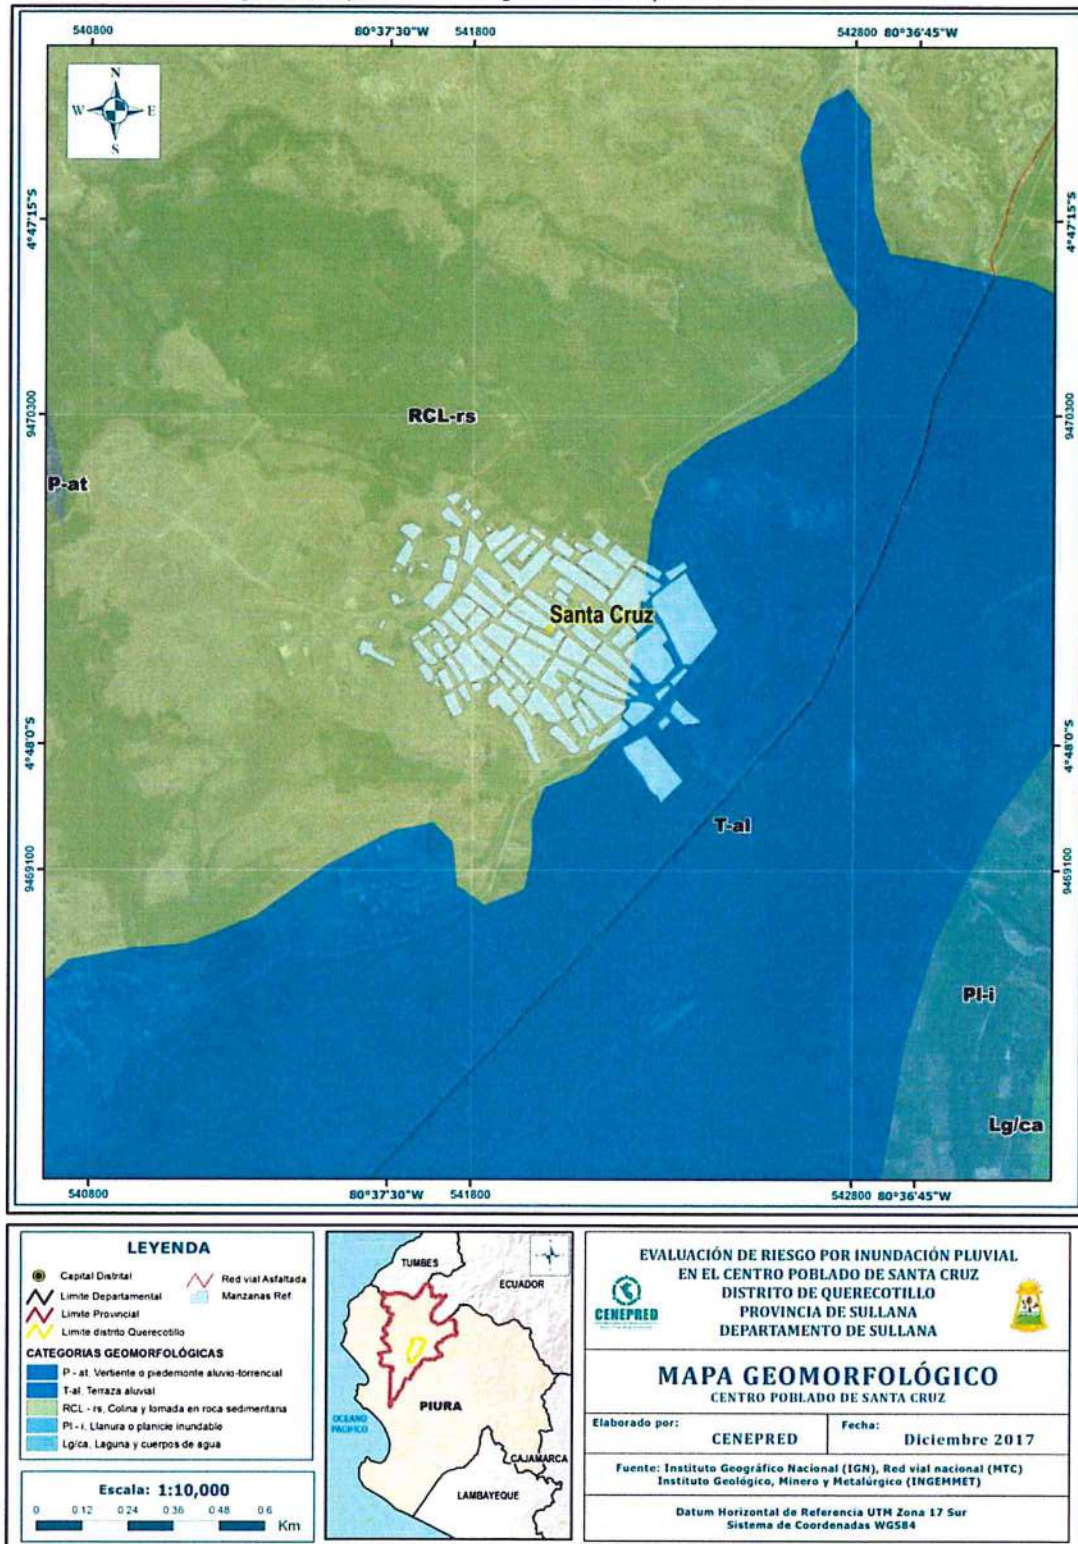 540800 80°37'30"W 541800 542800 80°36'45"W
N
W E
S
4°47'15"S 4°47'15"S
9470300 9470300
RCL-rs
P-at
Santa Cruz
4°48'0"S 4°48'0"S
T-al
9469100 9469100
Pl-i
Lg/ca
540800 80°37'30"W 541800 542800 80°36'45"W
LEYENDA
Capital Distrital
Limite Departamental
Limite Provincial
Limite distrito Querecotillo
Red vial Asfaltada
Manzanas Ref.
CATEGORIAS GEOMORFOLÓGICAS
P - at, Vertiente o piedemonte aluvio-torrencial
T-al, Terraza aluvial
RCL - rs, Colina y lomada en roca sedimentaria
Pl - i, Llanura o planicie inundable
Lg/ca, Laguna y cuerpos de agua
Escala: 1:10,000
0 0.12 0.24 0.36 0.48 0.6
Km
TUMBES
ECUADOR
PIURA
OCEANO
PACIFICO
CAJAMARCA
LAMBAYEQUE
EVALUACIÓN DE RIESGO POR INUNDACIÓN PLUVIAL
EN EL CENTRO POBLADO DE SANTA CRUZ
DISTRITO DE QUERECOTILLO
PROVINCIA DE SULLANA
DEPARTAMENTO DE SULLANA
CENEPRED
MAPA GEOMORFOLÓGICO
CENTRO POBLADO DE SANTA CRUZ
Elaborado por:
CENEPRED
Fecha:
Diciembre 2017
Fuente: Instituto Geográfico Nacional (IGN), Red vial nacional (MTC)
Instituto Geológico, Minero y Metalúrgico (INGEMMET)
Datum Horizontal de Referencia UTM Zona 17 Sur
Sistema de Coordenadas WGS84